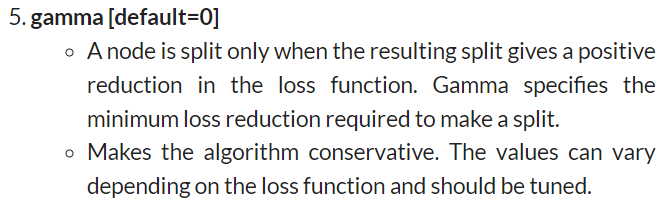 5. gamma [default=0]
◦ A node is split only when the resulting split gives a positive
reduction in the loss function. Gamma specifies the
minimum loss reduction required to make a split.
◦ Makes the algorithm conservative. The values can vary
depending on the loss function and should be tuned.